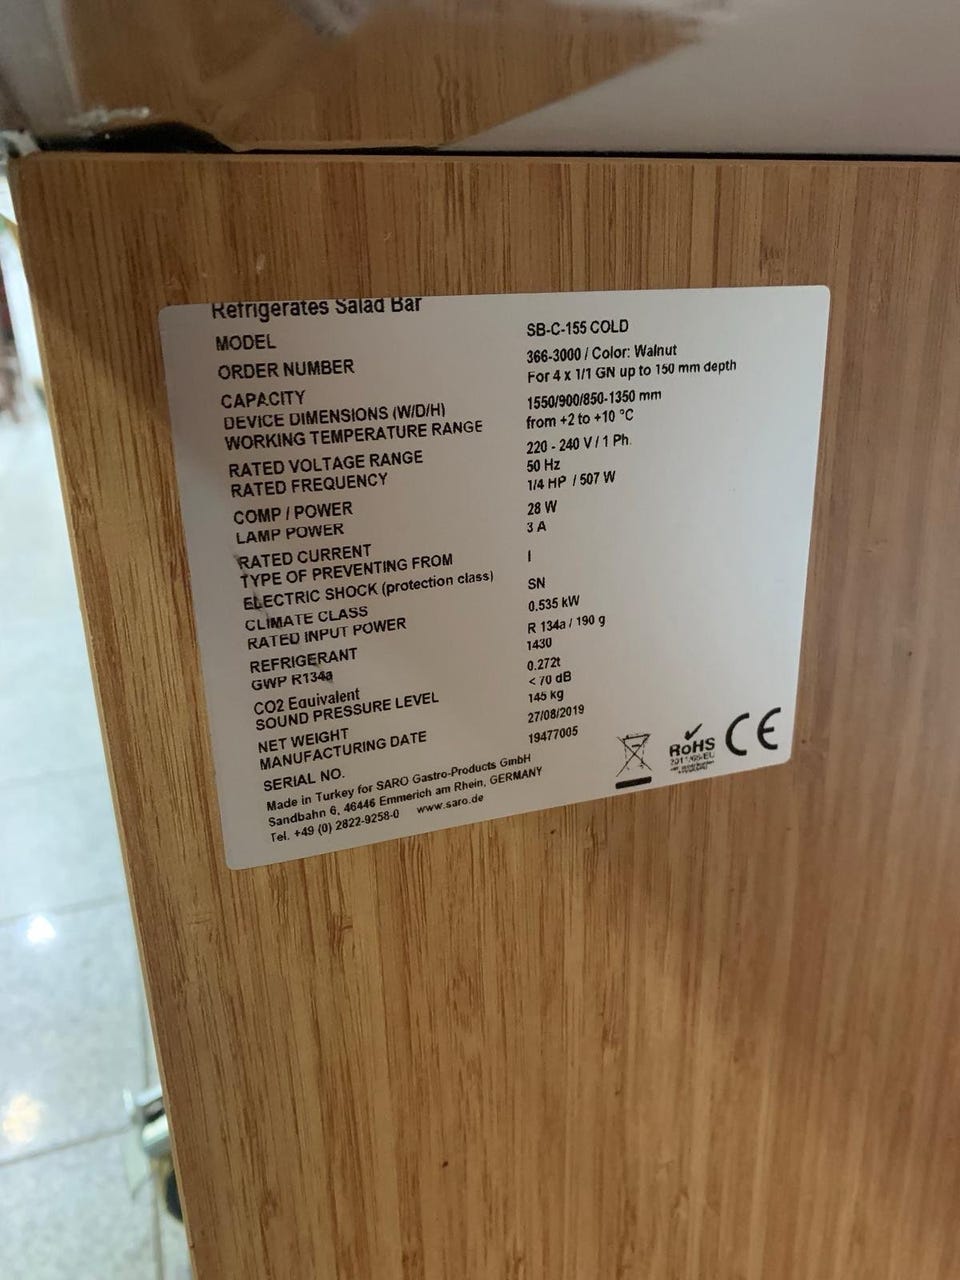 Refrigerates Salad Bar
MODEL SB-C-155 COLD
ORDER NUMBER 366-3000 / Color: Walnut
CAPACITY For 4 x 1/1 GN up to 150 mm depth
DEVICE DIMENSIONS (W/D/H) 1550/900/850-1350 mm
WORKING TEMPERATURE RANGE from +2 to +10 °C
RATED VOLTAGE RANGE 220 - 240 V / 1 Ph.
RATED FREQUENCY 50 Hz
COMP / POWER 1/4 HP / 507 W
LAMP POWER 28 W
RATED CURRENT 3 A
TYPE OF PREVENTING FROM
ELECTRIC SHOCK (protection class) I
CLIMATE CLASS SN
RATED INPUT POWER 0.535 kW
REFRIGERANT R 134a / 190 g
GWP R134a 1430
CO2 Equivalent 0.272t
SOUND PRESSURE LEVEL < 70 dB
NET WEIGHT 145 kg
MANUFACTURING DATE 27/08/2019
SERIAL NO. 19477005
Made in Turkey for SARO Gastro-Products GmbH
Sandbahn 6, 46446 Emmerich am Rhein, GERMANY
Tel. +49 (0) 2822-9258-0 www.saro.de
RoHS
2011/65/EU
CE